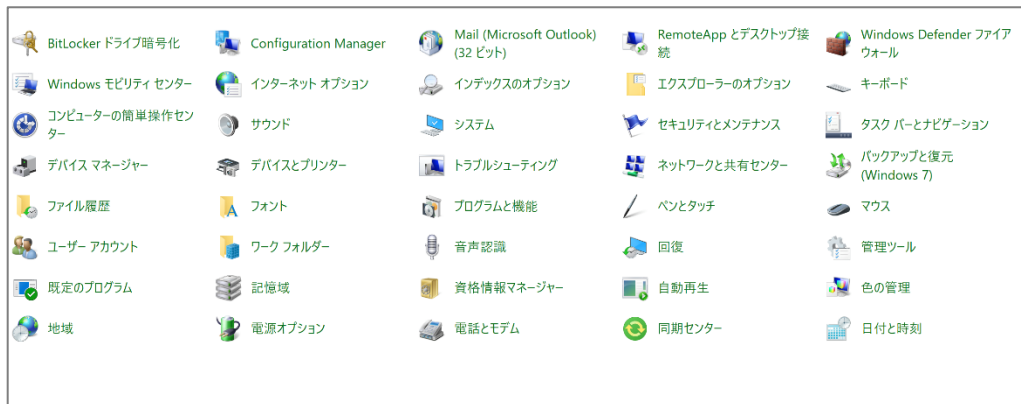 BitLocker ドライブ暗号化
Configuration Manager
Mail (Microsoft Outlook)
(32 ビット)
RemoteApp とデスクトップ接
続
Windows Defender ファイア
ウォール
Windows モビリティ センター
インターネット オプション
インデックスのオプション
エクスプローラーのオプション
キーボード
コンピューターの簡単操作セン
ター
サウンド
システム
セキュリティとメンテナンス
タスク バーとナビゲーション
デバイス マネージャー
デバイスとプリンター
トラブルシューティング
ネットワークと共有センター
バックアップと復元
(Windows 7)
ファイル履歴
フォント
プログラムと機能
ペンとタッチ
マウス
ユーザー アカウント
ワーク フォルダー
音声認識
回復
管理ツール
既定のプログラム
記憶域
資格情報マネージャー
自動再生
色の管理
地域
電源オプション
電話とモデム
同期センター
日付と時刻